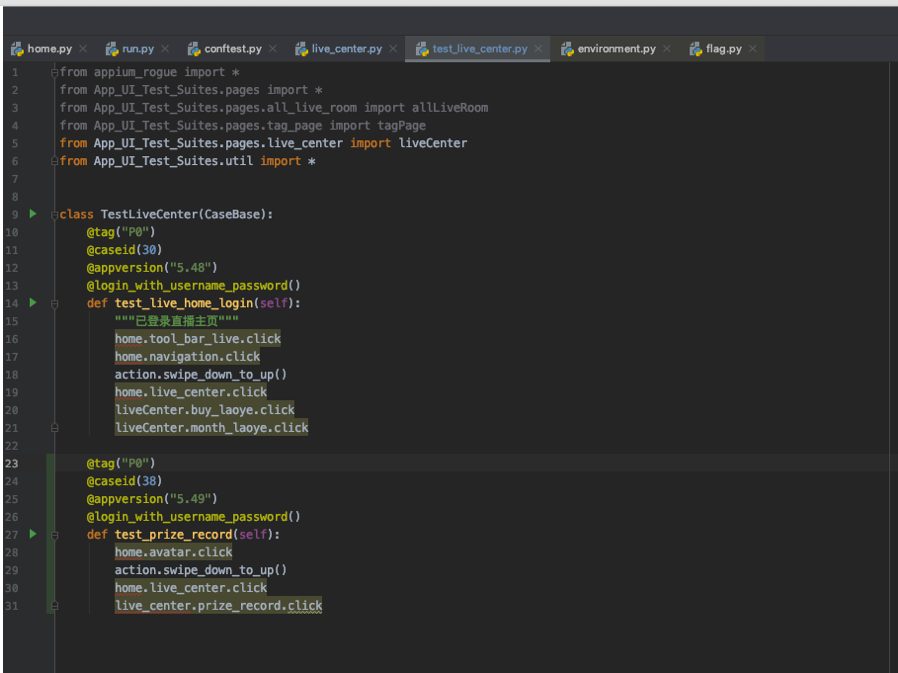 home.py run.py conftest.py live_center.py test_live_center.py environment.py flag.py
1 from appium_rogue import *
2 from App_UI_Test_Suites.pages import *
3 from App_UI_Test_Suites.pages.all_live_room import allLiveRoom
4 from App_UI_Test_Suites.pages.tag_page import tagPage
5 from App_UI_Test_Suites.pages.live_center import liveCenter
6 from App_UI_Test_Suites.util import *
7
8
9 class TestLiveCenter(CaseBase):
10 @tag("P0")
11 @caseid(30)
12 @appversion("5.48")
13 @login_with_username_password()
14 def test_live_home_login(self):
15 """已登录直播主页"""
16 home.tool_bar_live.click
17 home.navigation.click
18 action.swipe_down_to_up()
19 home.live_center.click
20 liveCenter.buy_laoye.click
21 liveCenter.month_laoye.click
22
23 @tag("P0")
24 @caseid(38)
25 @appversion("5.49")
26 @login_with_username_password()
27 def test_prize_record(self):
28 home.avatar.click
29 action.swipe_down_to_up()
30 home.live_center.click
31 live_center.prize_record.click